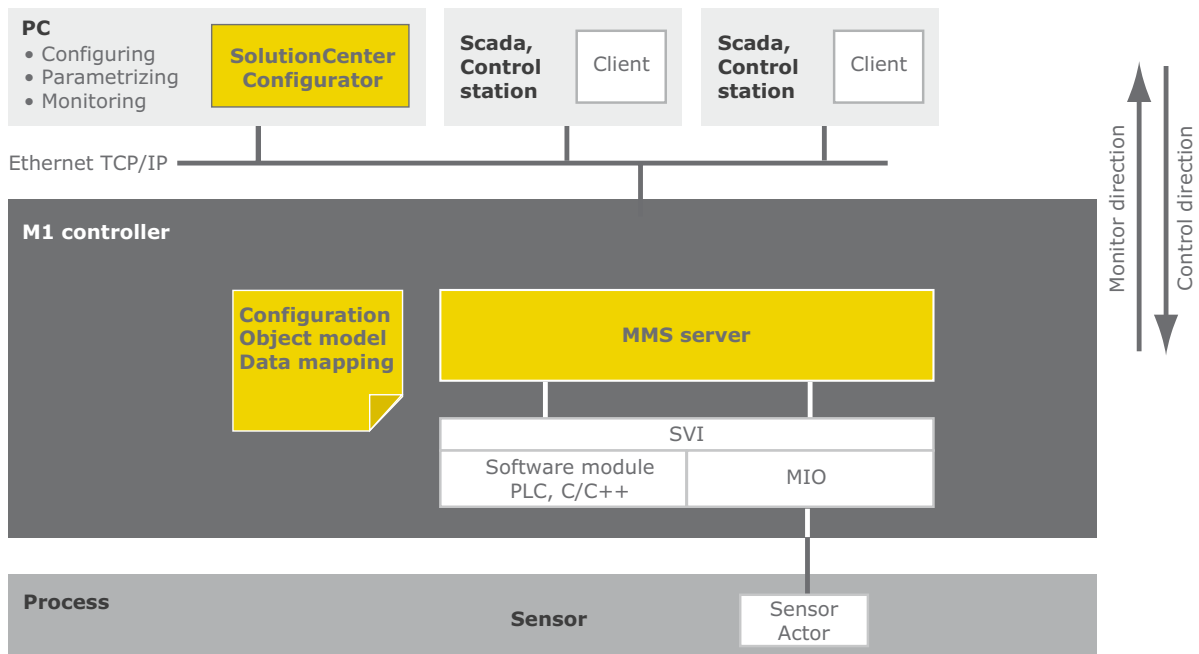 PC
• Configuring
• Parametrizing
• Monitoring
SolutionCenter
Configurator
Scada,
Control
station
Client
Scada,
Control
station
Client
Ethernet TCP/IP
Monitor direction
Control direction
M1 controller
Configuration
Object model
Data mapping
MMS server
SVI
Software module
PLC, C/C++
MIO
Process
Sensor
Sensor
Actor